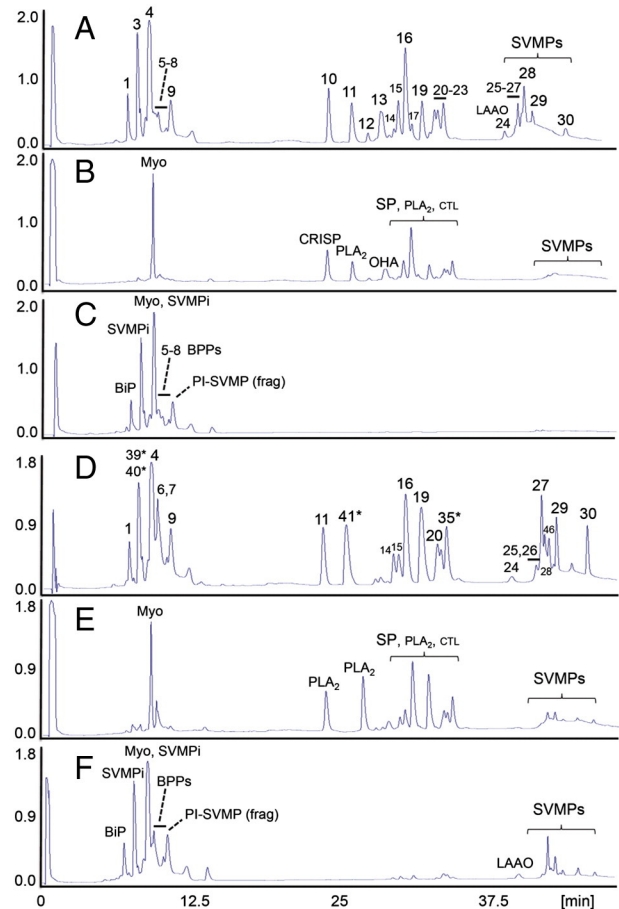 A
2.0
1.0
0.0
1
3
4
5-8
9
10
11
12
13
14
15
16
17
19
20-23
SVMPs
25-27
28
LAAO
24
29
30
B
2.0
1.0
0.0
Myo
CRISP
PLA2
OHA
SP, PLA2, CTL
SVMPs
C
2.0
1.0
0.0
Myo, SVMPi
SVMPi
5-8 BPPs
BiP
PI-SVMP (frag)
D
1.8
0.9
0.0
39* 4
40*
1
6,7
9
11
41*
14
15
16
19
20
35*
27
46
29
30
25,26
24
28
E
1.8
0.9
0.0
Myo
PLA2
PLA2
SP, PLA2, CTL
SVMPs
F
1.8
0.9
0.0
Myo, SVMPi
SVMPi
BPPs
BiP
PI-SVMP (frag)
LAAO
SVMPs
0
12.5
25
37.5
[min]